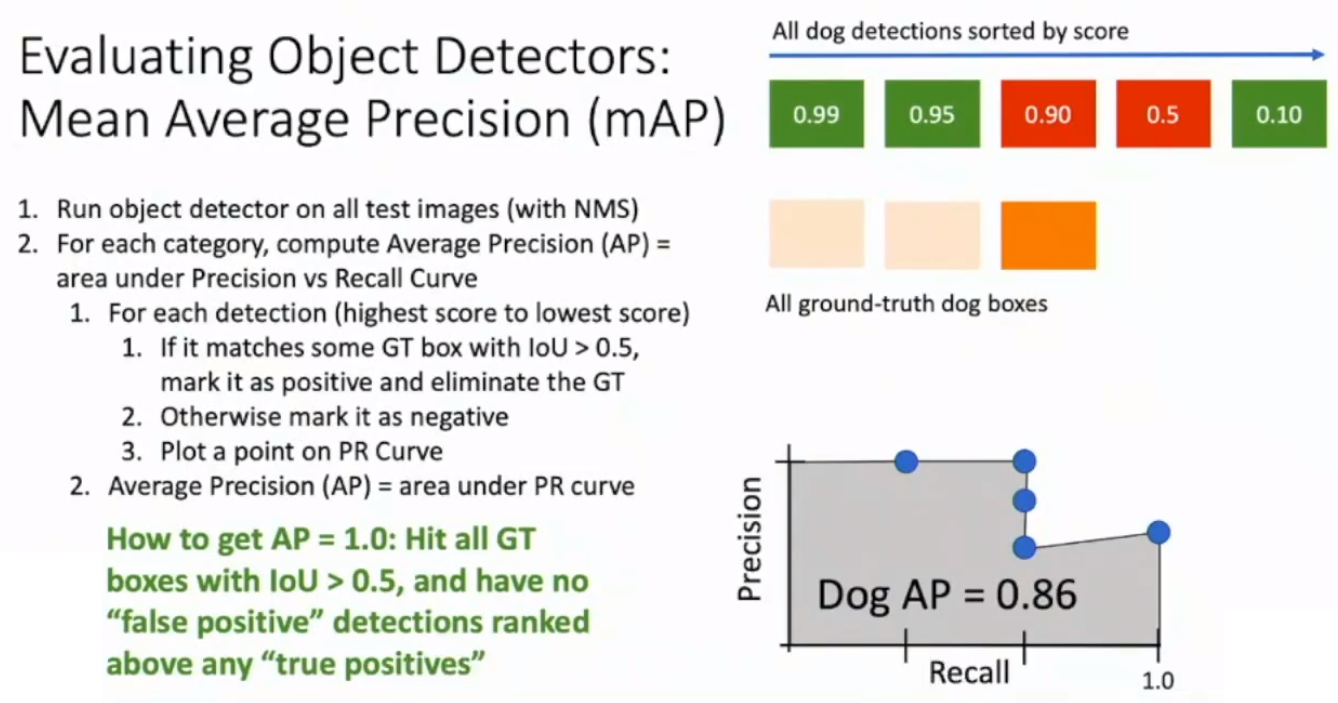 Evaluating Object Detectors:
Mean Average Precision (mAP)
1. Run object detector on all test images (with NMS)
2. For each category, compute Average Precision (AP) =
area under Precision vs Recall Curve
1. For each detection (highest score to lowest score)
1. If it matches some GT box with IoU > 0.5,
mark it as positive and eliminate the GT
2. Otherwise mark it as negative
3. Plot a point on PR Curve
2. Average Precision (AP) = area under PR curve
How to get AP = 1.0: Hit all GT
boxes with IoU > 0.5, and have no
“false positive” detections ranked
above any “true positives”
All dog detections sorted by score
0.99 0.95 0.90 0.5 0.10
All ground-truth dog boxes
Precision
Dog AP = 0.86
Recall
1.0